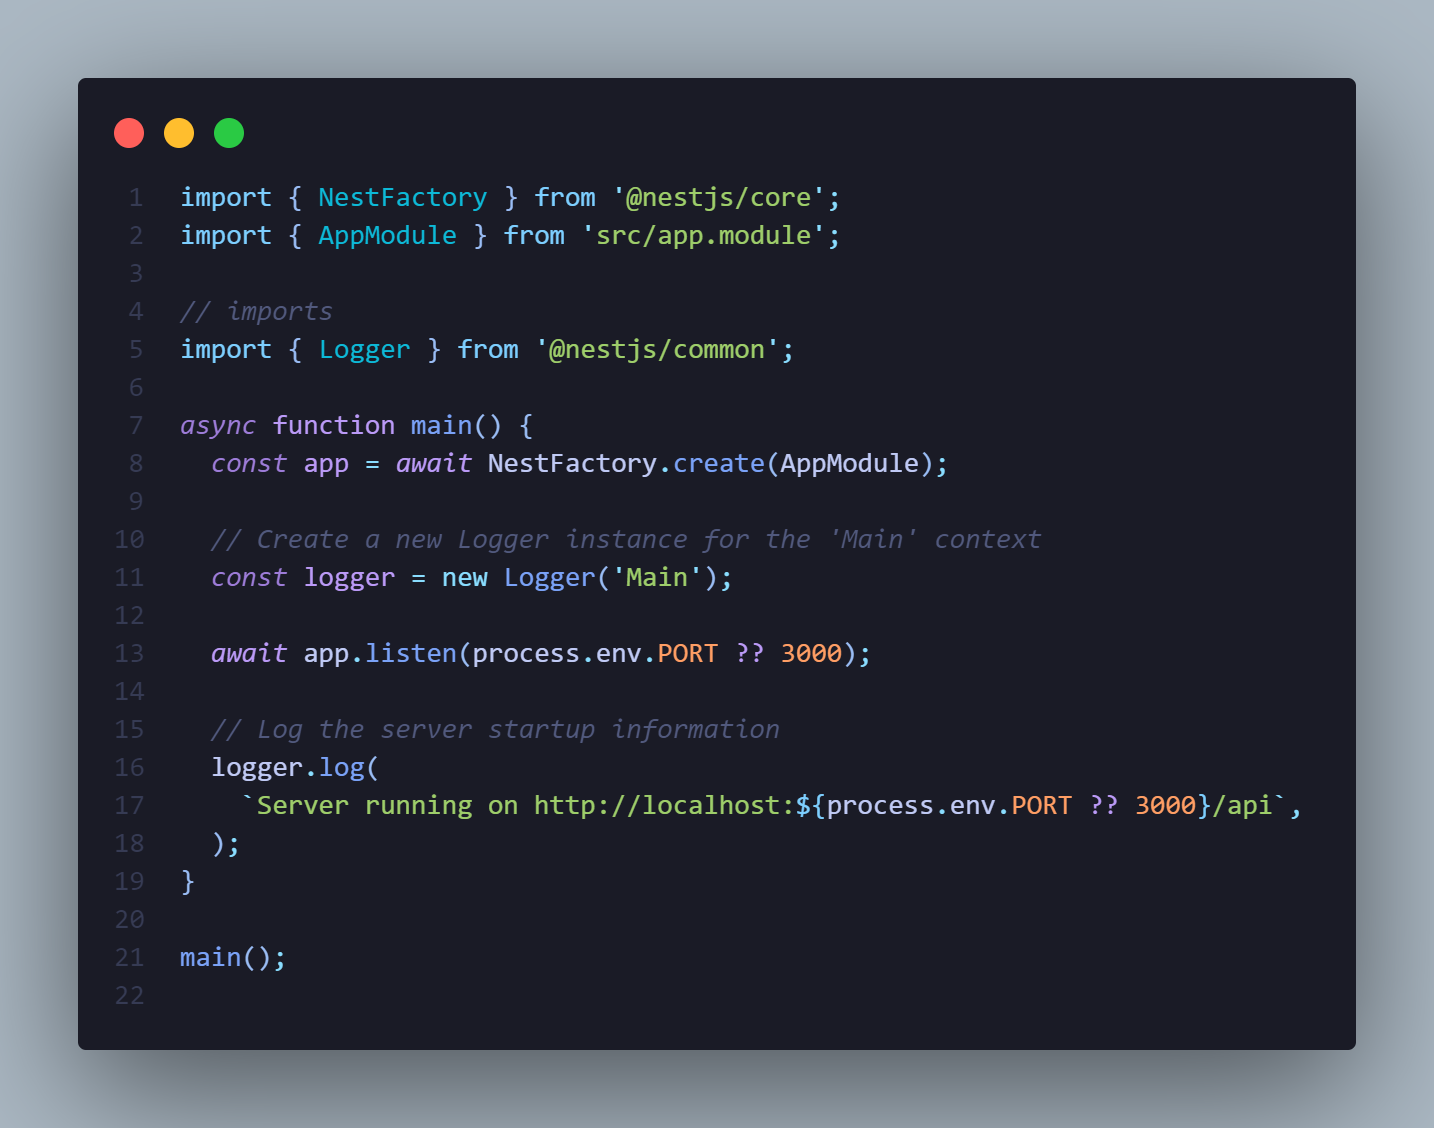 1 import { NestFactory } from '@nestjs/core';
2 import { AppModule } from 'src/app.module';
3
4 // imports
5 import { Logger } from '@nestjs/common';
6
7 async function main() {
8   const app = await NestFactory.create(AppModule);
9
10   // Create a new Logger instance for the 'Main' context
11   const logger = new Logger('Main');
12
13   await app.listen(process.env.PORT ?? 3000);
14
15   // Log the server startup information
16   logger.log(
17     `Server running on http://localhost:${process.env.PORT ?? 3000}/api`,
18   );
19 }
20
21 main();
22